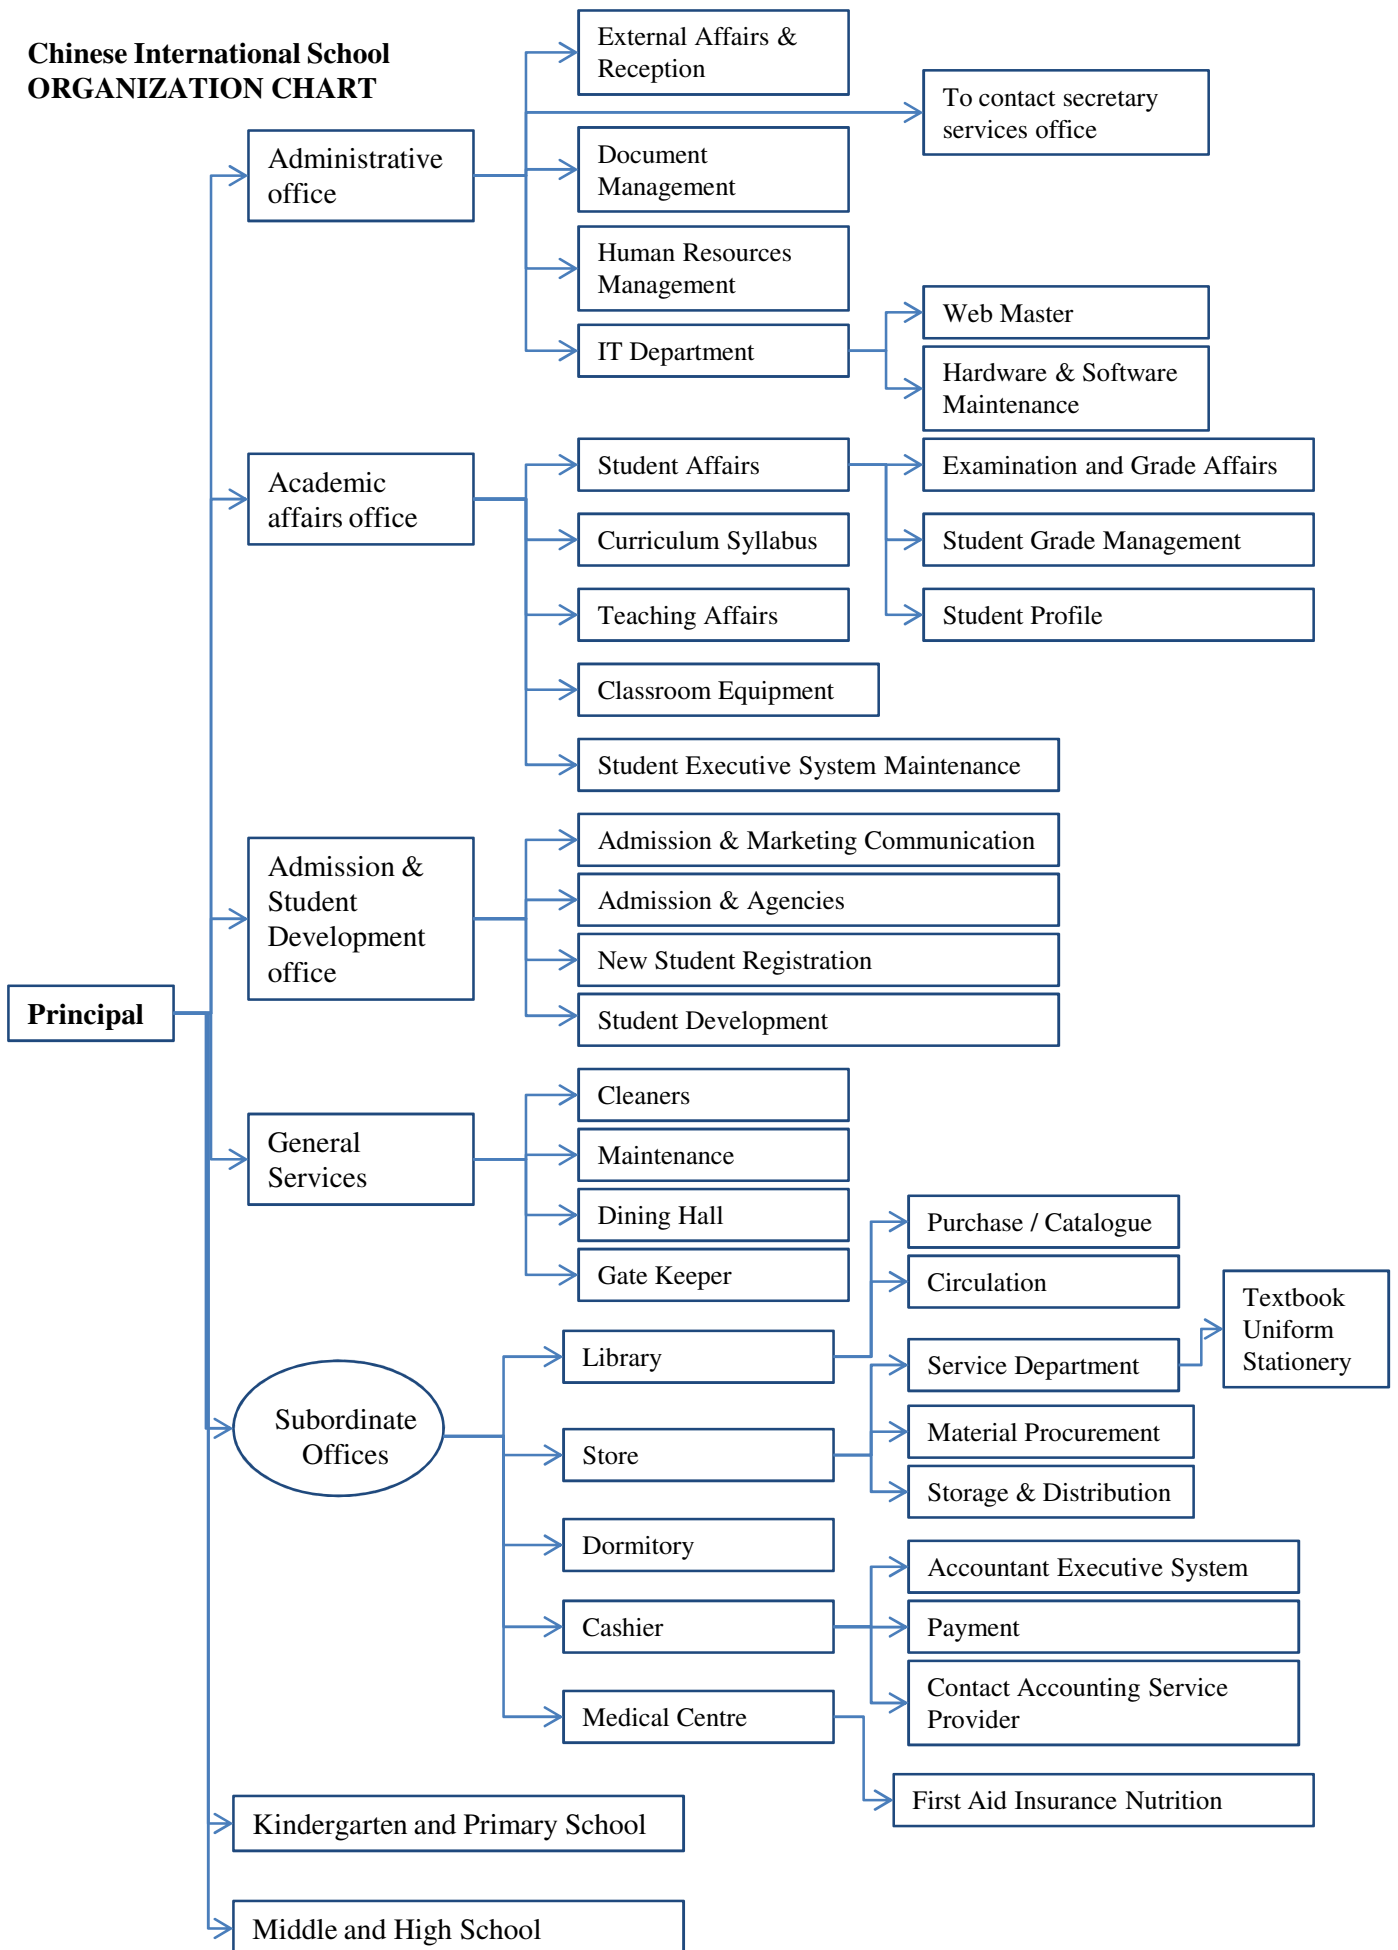 Chinese International School
ORGANIZATION CHART
External Affairs &
Reception
To contact secretary
services office
Administrative
office
Document
Management
Human Resources
Management
Web Master
IT Department
Hardware & Software
Maintenance
Academic
affairs office
Student Affairs
Examination and Grade Affairs
Curriculum Syllabus
Student Grade Management
Teaching Affairs
Student Profile
Classroom Equipment
Student Executive System Maintenance
Admission &
Student
Development
office
Admission & Marketing Communication
Admission & Agencies
New Student Registration
Student Development
Principal
General
Services
Cleaners
Maintenance
Dining Hall
Gate Keeper
Subordinate
Offices
Library
Purchase / Catalogue
Circulation
Store
Service Department
Textbook
Uniform
Stationery
Material Procurement
Storage & Distribution
Dormitory
Cashier
Accountant Executive System
Payment
Contact Accounting Service
Provider
Medical Centre
First Aid Insurance Nutrition
Kindergarten and Primary School
Middle and High School